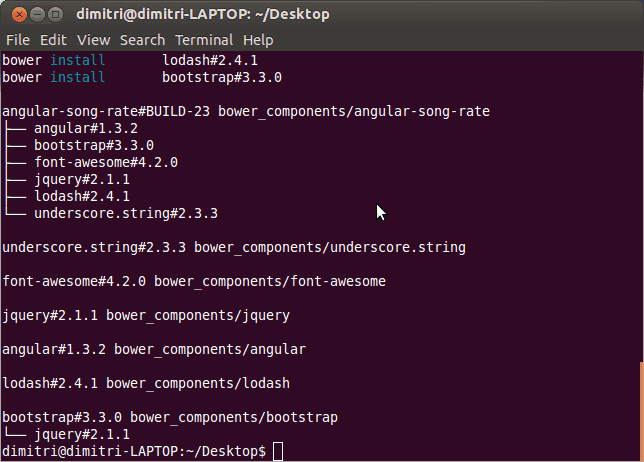 dimitri@dimitri-LAPTOP: ~/Desktop
File Edit View Search Terminal Help
bower install       lodash#2.4.1
bower install       bootstrap#3.3.0
angular-song-rate#BUILD-23 bower_components/angular-song-rate
├── angular#1.3.2
├── bootstrap#3.3.0
├── font-awesome#4.2.0
├── jquery#2.1.1
├── lodash#2.4.1
└── underscore.string#2.3.3
underscore.string#2.3.3 bower_components/underscore.string
font-awesome#4.2.0 bower_components/font-awesome
jquery#2.1.1 bower_components/jquery
angular#1.3.2 bower_components/angular
lodash#2.4.1 bower_components/lodash
bootstrap#3.3.0 bower_components/bootstrap
└── jquery#2.1.1
dimitri@dimitri-LAPTOP:~/Desktop$